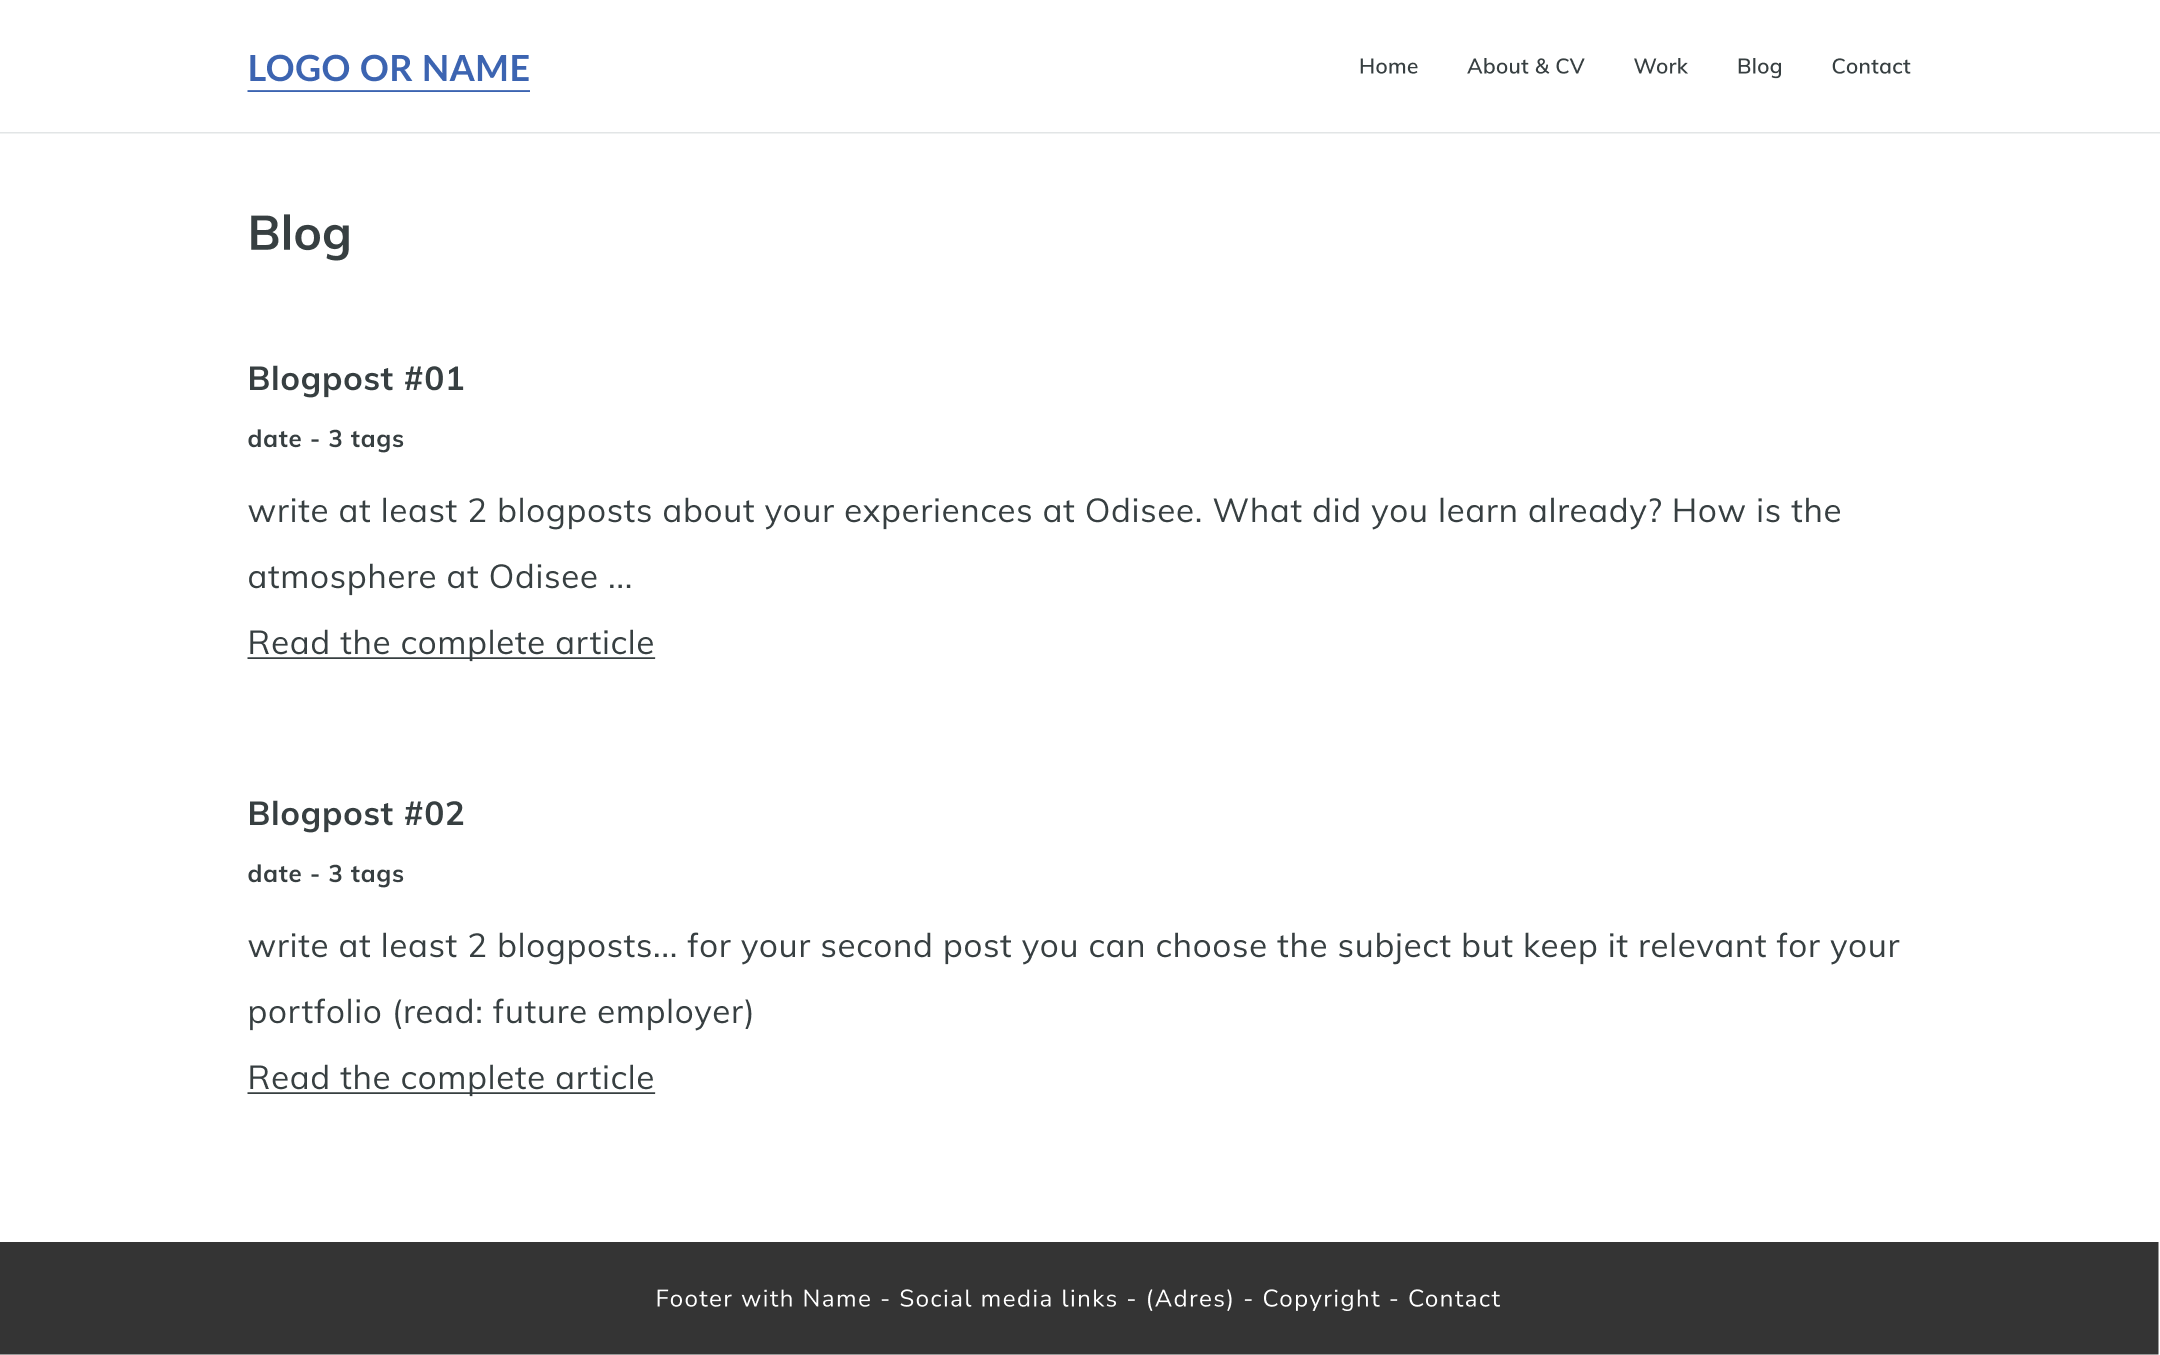 LOGO OR NAME
Home About & CV Work Blog Contact
Blog
Blogpost #01
date - 3 tags
write at least 2 blogposts about your experiences at Odisee. What did you learn already? How is the
atmosphere at Odisee ...
Read the complete article
Blogpost #02
date - 3 tags
write at least 2 blogposts... for your second post you can choose the subject but keep it relevant for your
portfolio (read: future employer)
Read the complete article
Footer with Name - Social media links - (Adres) - Copyright - Contact